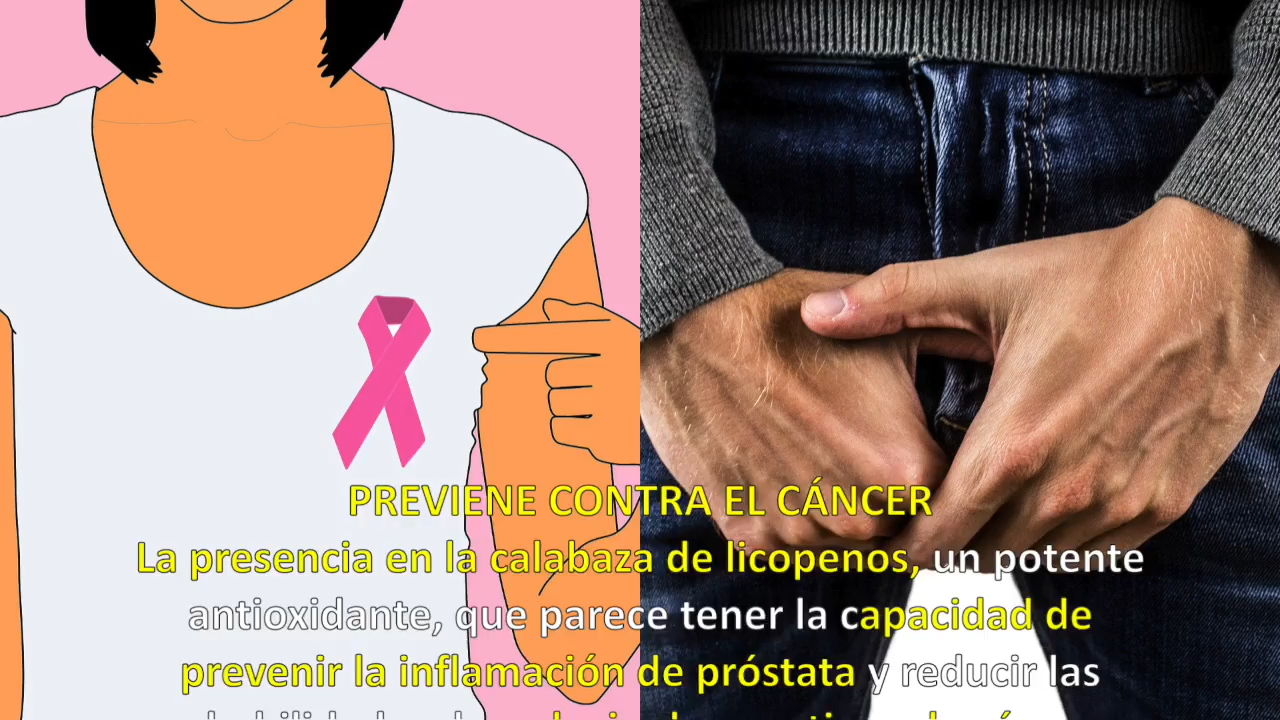 PREVIENE CONTRA EL CÁNCER
La presencia en la calabaza de licopenos, un potente
antioxidante, que parece tener la capacidad de
prevenir la inflamación de próstata y reducir las